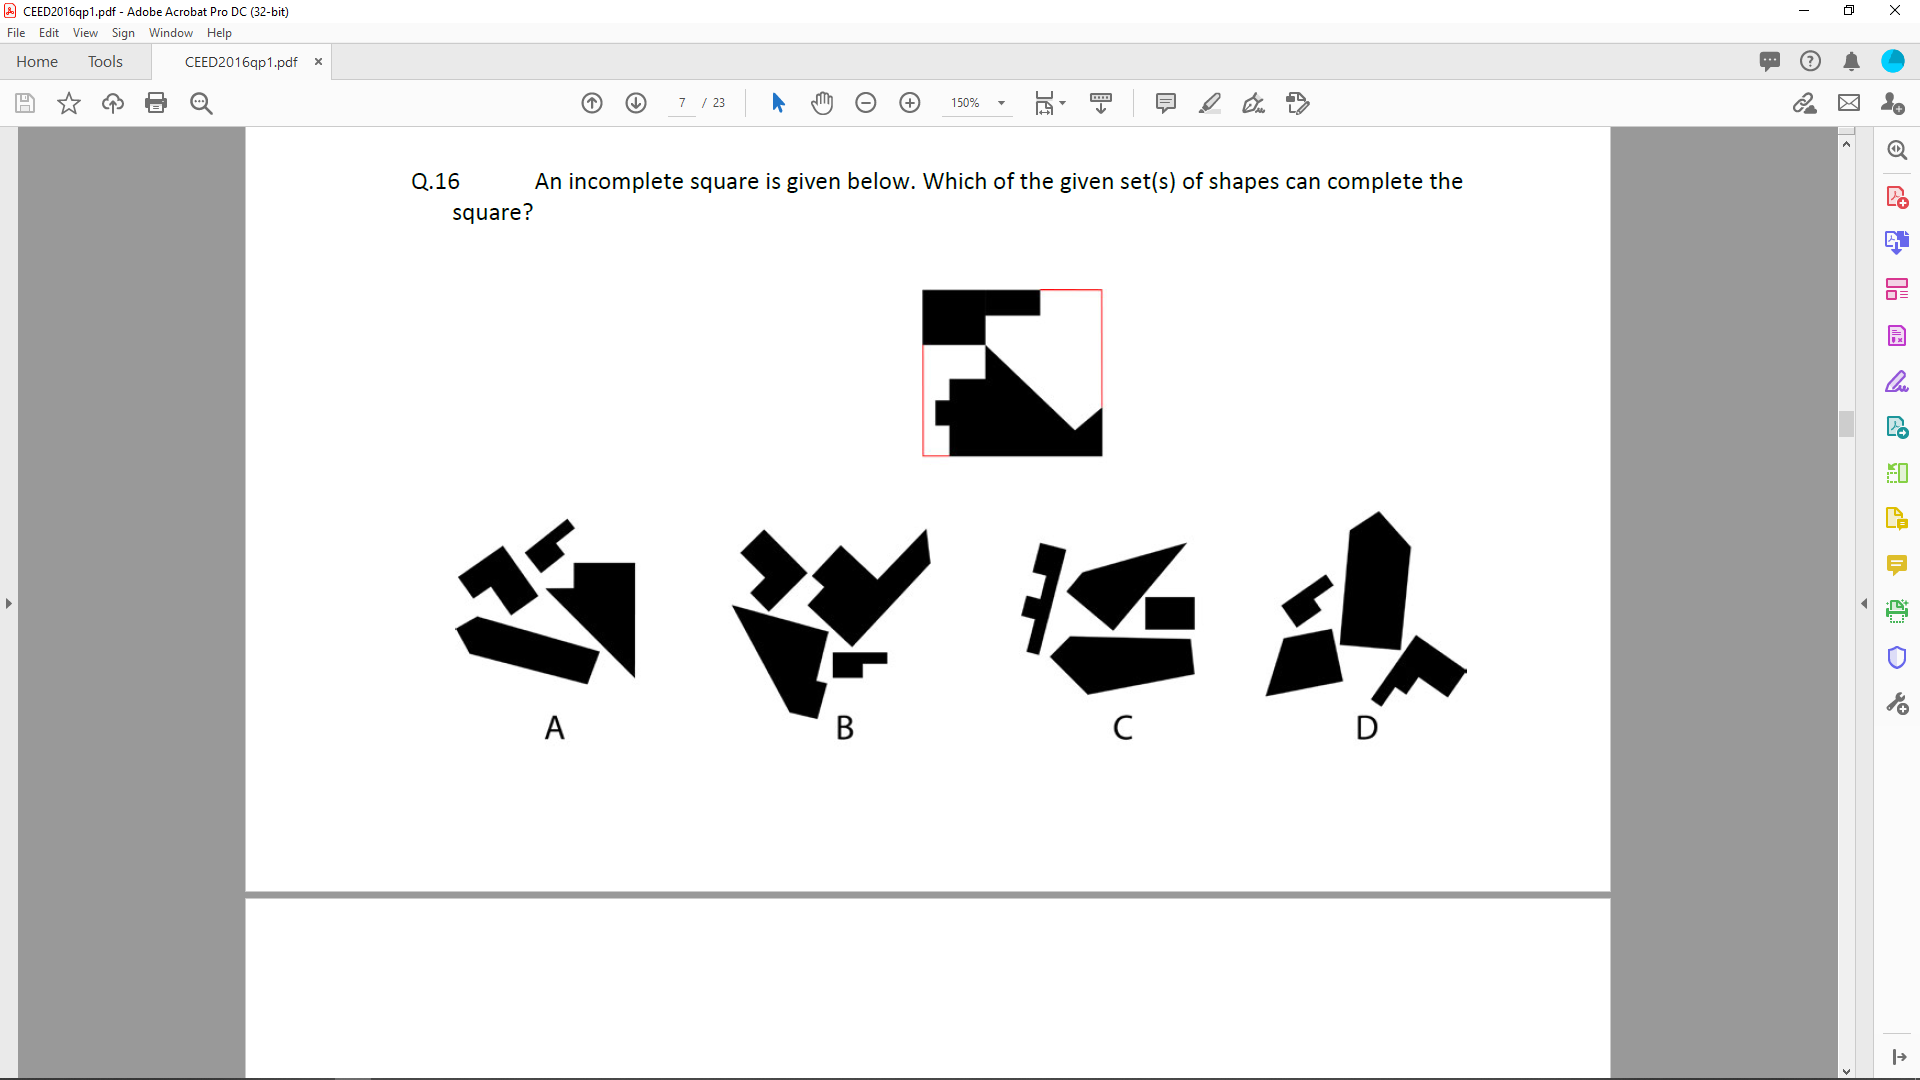 CEED2016qp1.pdf - Adobe Acrobat Pro DC (32-bit)
File Edit View Sign Window Help
Home Tools CEED2016qp1.pdf ×
7 / 23 150%
Q.16 An incomplete square is given below. Which of the given set(s) of shapes can complete the
square?
A B C D